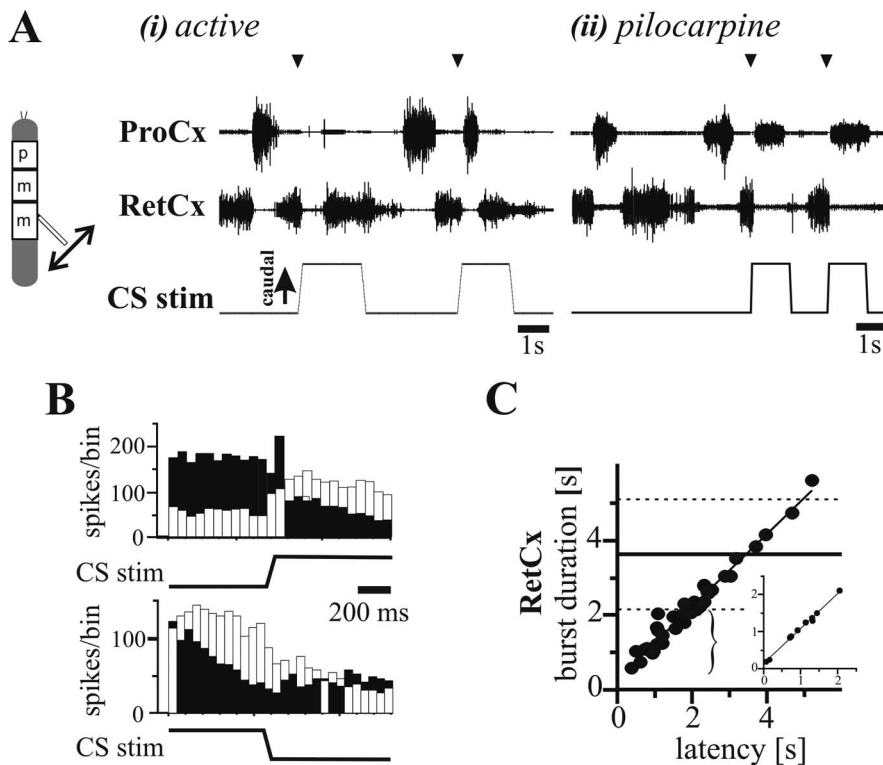 A
(i) active
(ii) pilocarpine
ProCx
p
m
m
RetCx
caudal
CS stim
1s
1s
B
spikes/bin
200
100
0
CS stim
200 ms
spikes/bin
100
0
CS stim
C
RetCx
burst duration [s]
4
2
0
0 2 4
latency [s]
2
1
0
0 1 2